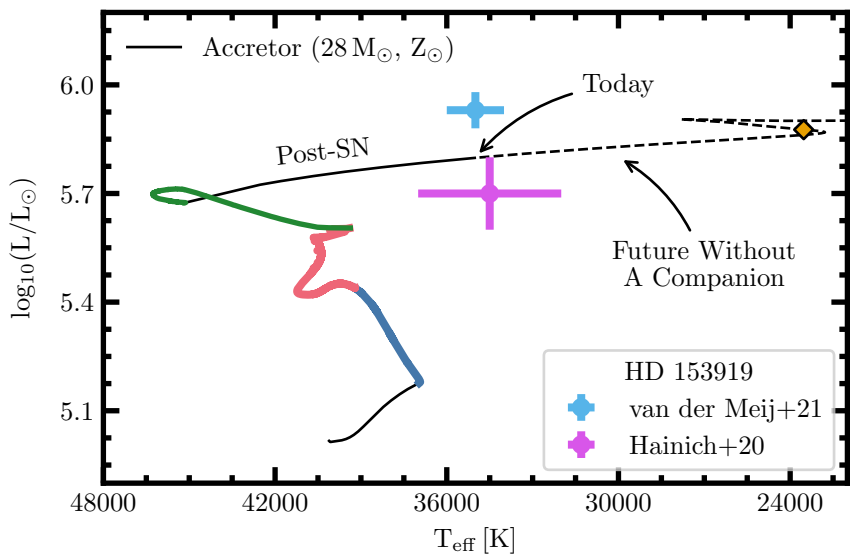 Accretor (28 M⊙, Z⊙)
Today
Post-SN
Future Without
A Companion
HD 153919
van der Meij+21
Hainich+20
log₁₀(L/L⊙)
6.0
5.7
5.4
5.1
48000 42000 36000 30000 24000
T_eff [K]